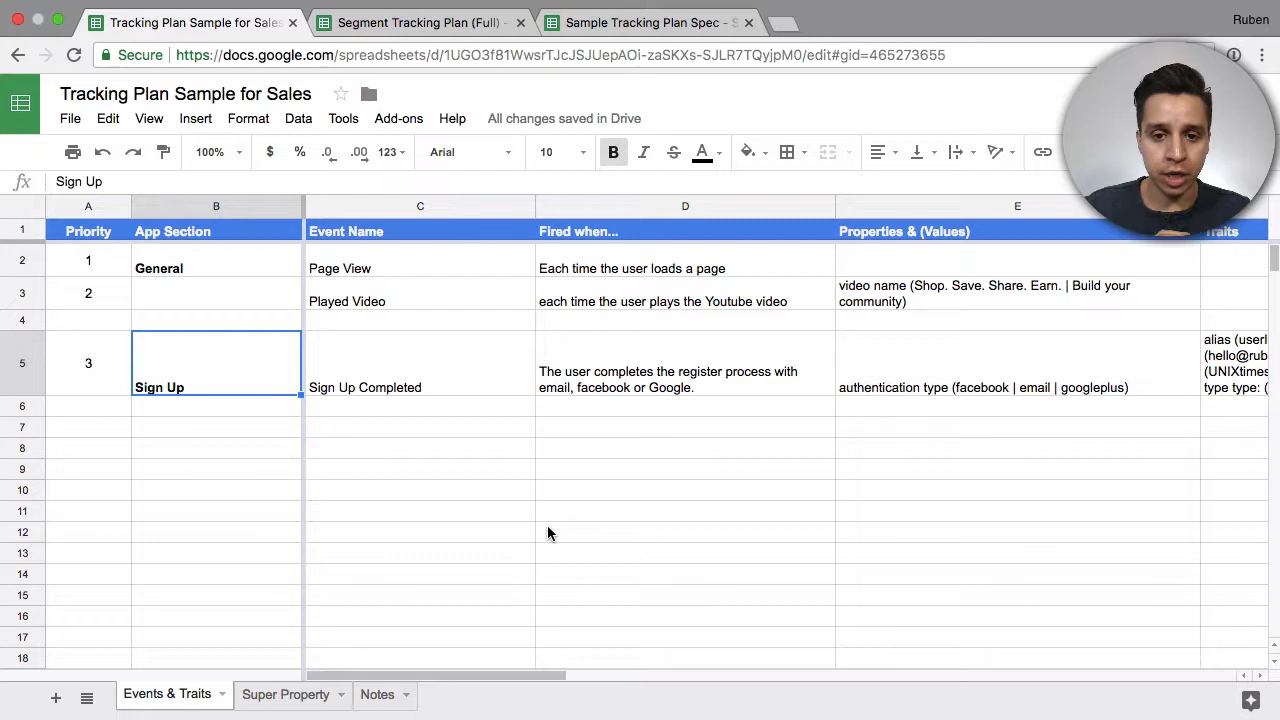 Tracking Plan Sample for Sales
Segment Tracking Plan (Full) -
Sample Tracking Plan Spec - S
Ruben
Secure
https://docs.google.com/spreadsheets/d/1UGO3f81WwsrTJcJSJUepAOi-zaSKXs-SJLR7TQyjpM0/edit#gid=465273655
Tracking Plan Sample for Sales
File Edit View Insert Format Data Tools Add-ons Help All changes saved in Drive
100% $ % .0 .00 123 Arial 10 B I S A
fx Sign Up
A B C D E
1 Priority App Section Event Name Fired when... Properties & (Values) Traits
2 1 General Page View Each time the user loads a page
3 2 Played Video each time the user plays the Youtube video video name (Shop. Save. Share. Earn. | Build your
community)
4
5 3 Sign Up Sign Up Completed The user completes the register process with
email, facebook or Google. authentication type (facebook | email | googleplus)
alias (userI
(hello@rub
(UNIXtimes
type type: (
6
7
8
9
10
11
12
13
14
15
16
17
18
Events & Traits Super Property Notes